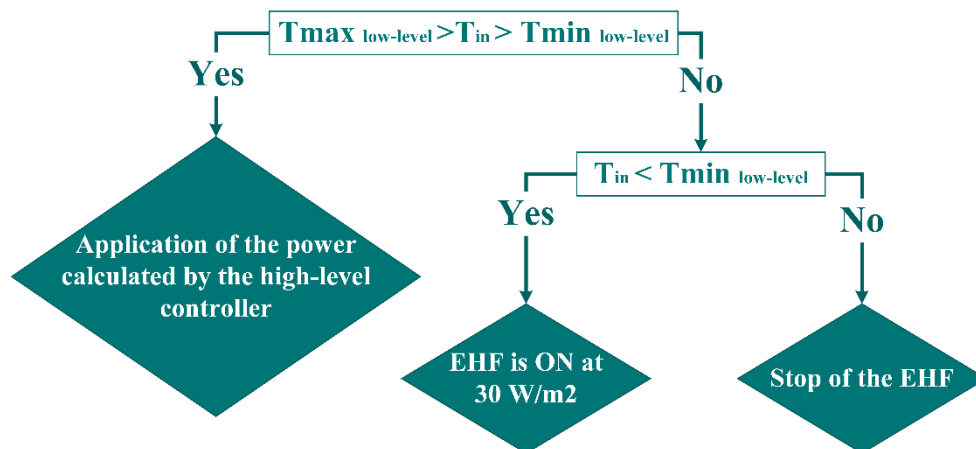 Tmax low-level >Tin > Tmin low-level
Yes
No
Tin < Tmin low-level
Yes
No
Application of the power
calculated by the high-level
controller
EHF is ON at
30 W/m2
Stop of the EHF